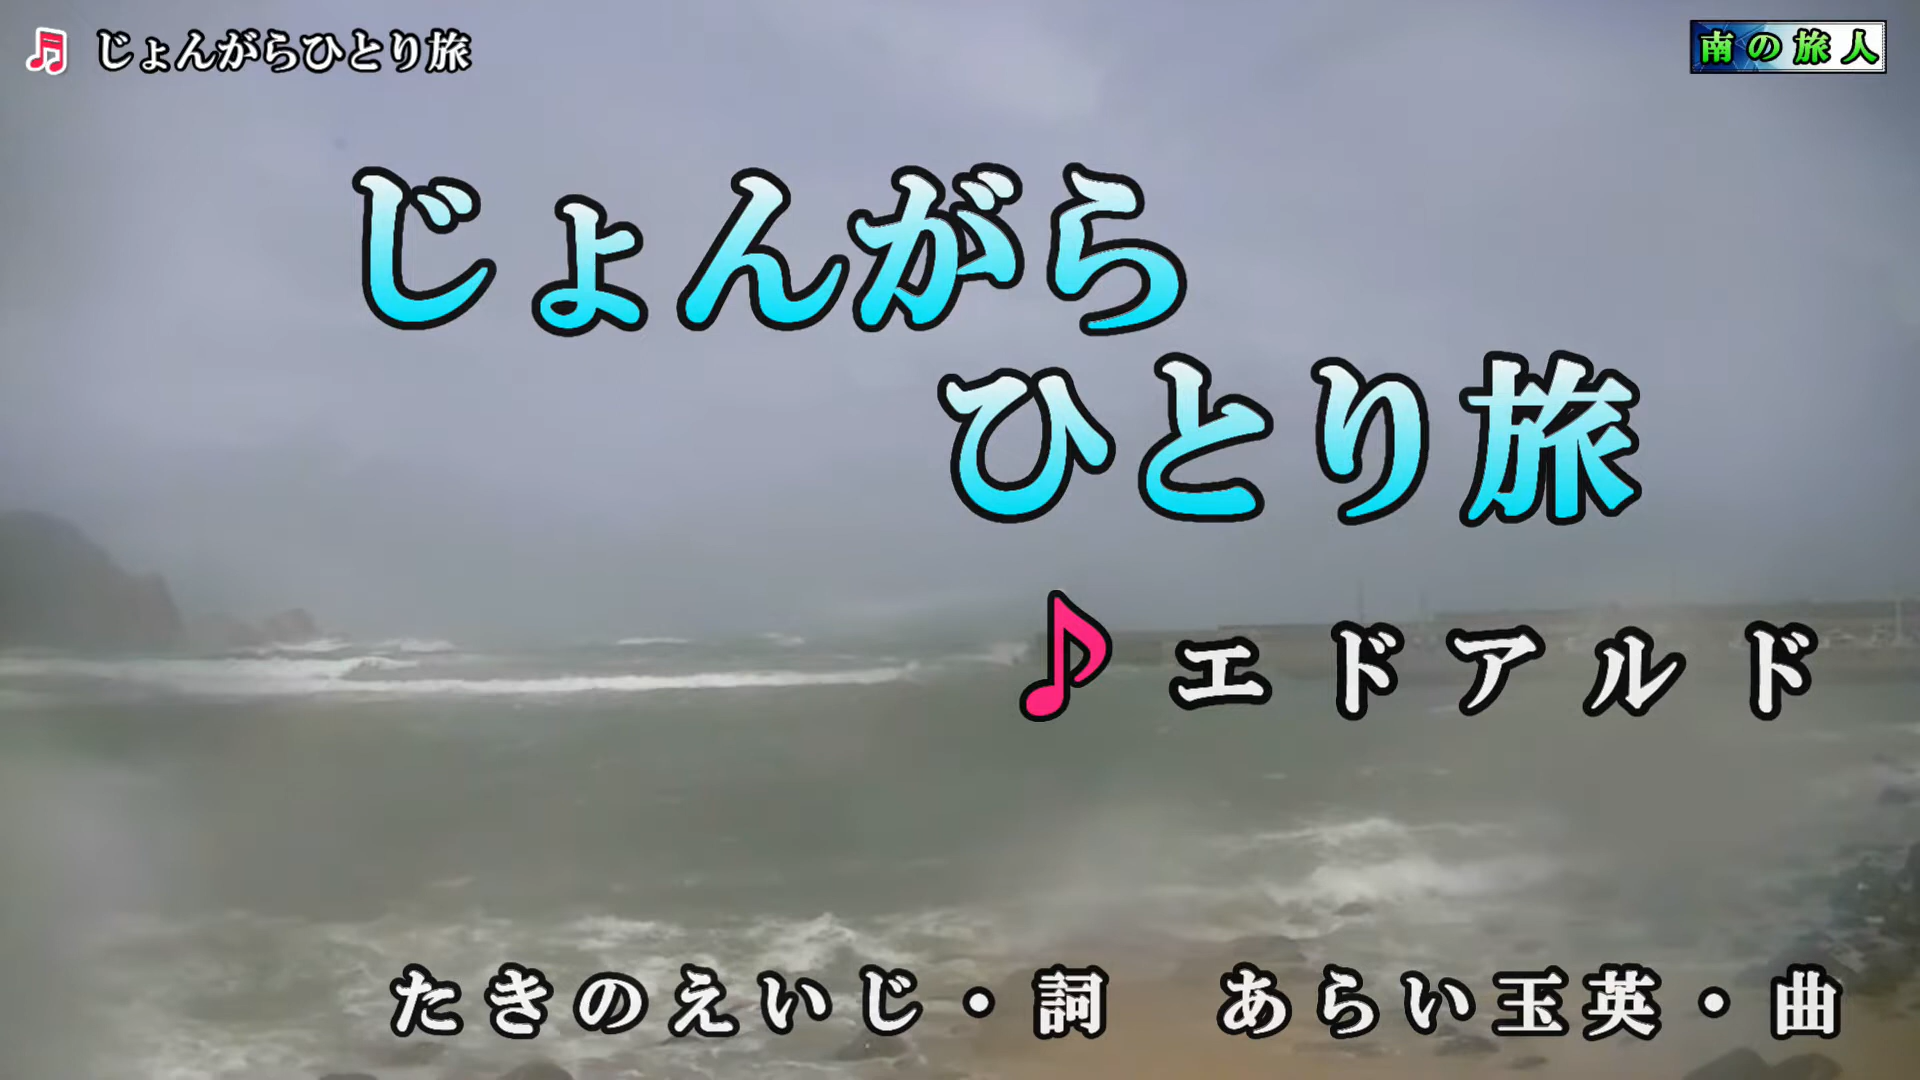 じょんがらひとり旅
南の旅人
じょんがら
ひとり旅
エドアルド
たきのえいじ・詞 あらい玉英・曲